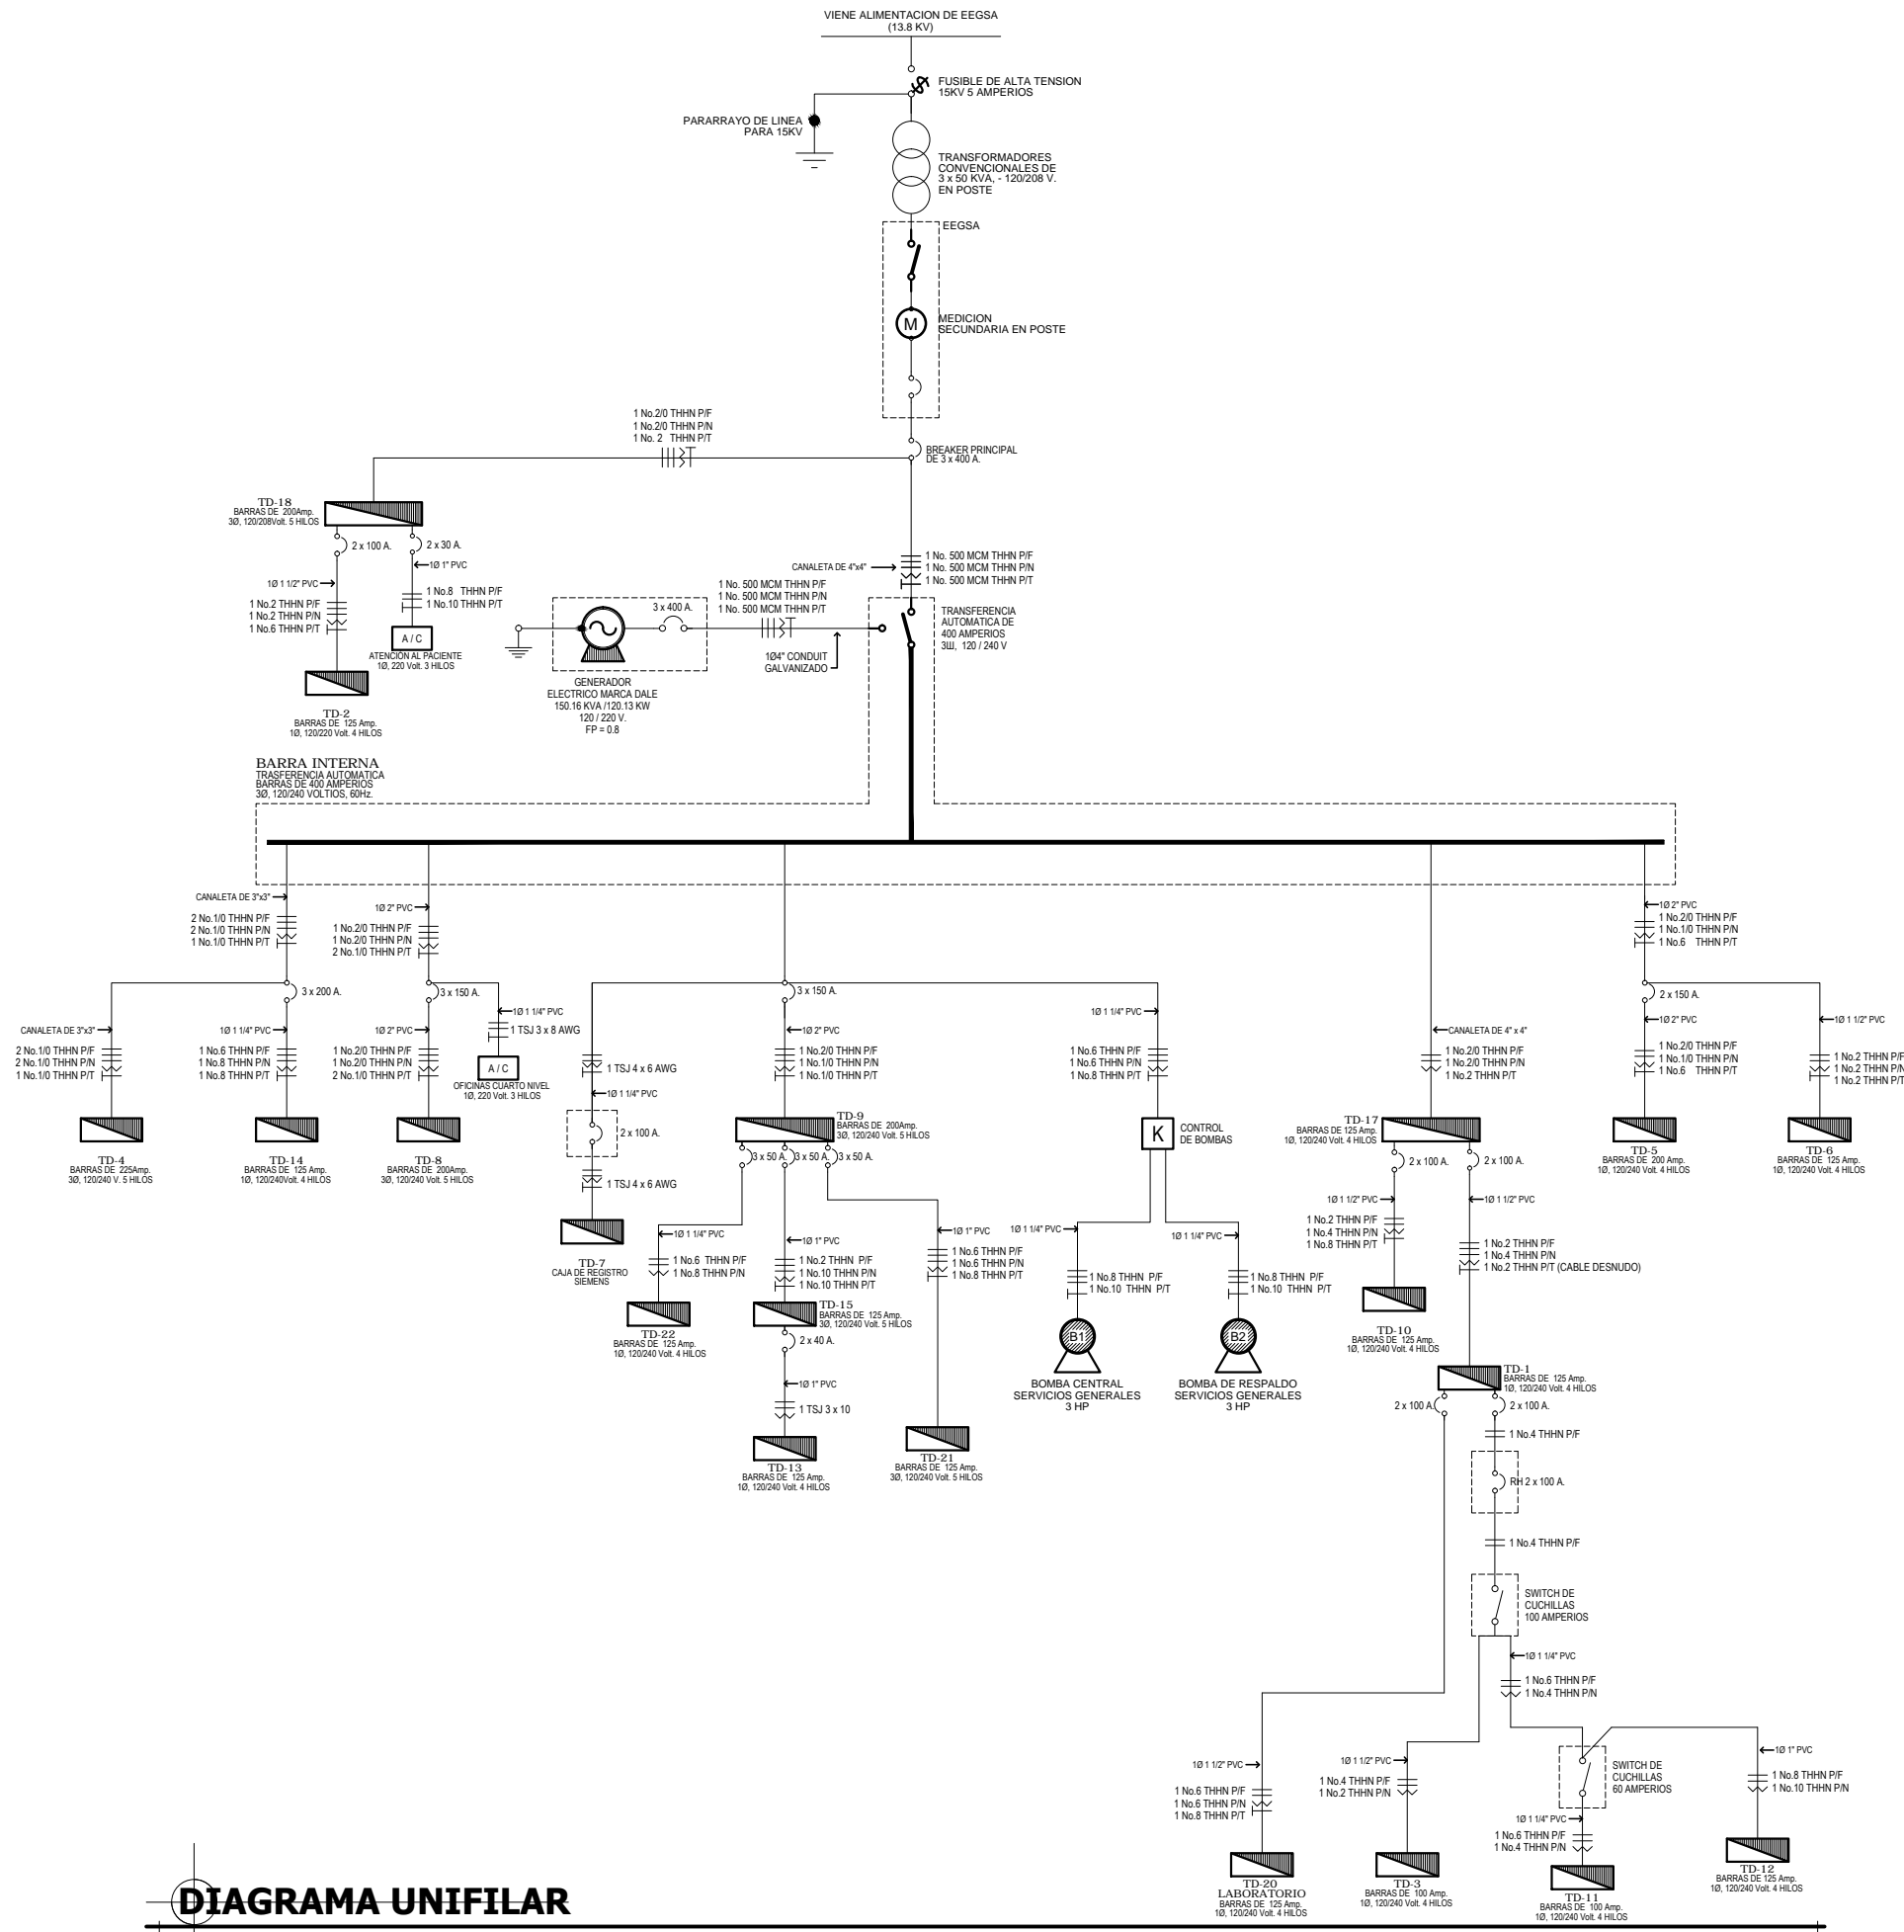 VIENE ALIMENTACION DE EEGSA
(13.8 KV)
FUSIBLE DE ALTA TENSION
15KV 5 AMPERIOS
PARARRAYO DE LINEA
PARA 15KV
TRANSFORMADORES
CONVENCIONALES DE
3 x 50 KVA, - 120/208 V.
EN POSTE
EEGSA
M
MEDICION
SECUNDARIA EN POSTE
1 No.2/0 THHN P/F
1 No.2/0 THHN P/N
1 No. 2 THHN P/T
BREAKER PRINCIPAL
DE 3 x 400 A.
TD-18
BARRAS DE 200Amp.
3Ø, 120/208Volt. 5 HILOS
2 x 100 A.
2 x 30 A.
1Ø 1" PVC
1Ø 1 1/2" PVC
1 No.2 THHN P/F
1 No.2 THHN P/N
1 No.6 THHN P/T
1 No.8 THHN P/F
1 No.10 THHN P/T
A / C
ATENCIÓN AL PACIENTE
1Ø, 220 Volt. 3 HILOS
TD-2
BARRAS DE 125 Amp.
1Ø, 120/220 Volt. 4 HILOS
CANALETA DE 4"x4"
1 No. 500 MCM THHN P/F
1 No. 500 MCM THHN P/N
1 No. 500 MCM THHN P/T
1 No. 500 MCM THHN P/F
1 No. 500 MCM THHN P/N
1 No. 500 MCM THHN P/T
3 x 400 A.
1Ø4" CONDUIT
GALVANIZADO
TRANSFERENCIA
AUTOMATICA DE
400 AMPERIOS
3Ш, 120 / 240 V
GENERADOR
ELECTRICO MARCA DALE
150.16 KVA /120.13 KW
120 / 220 V.
FP = 0.8
BARRA INTERNA
TRASFERENCIA AUTOMATICA
BARRAS DE 400 AMPERIOS
3Ø, 120/240 VOLTIOS, 60Hz.
CANALETA DE 3"x3"
2 No.1/0 THHN P/F
2 No.1/0 THHN P/N
1 No.1/0 THHN P/T
3 x 200 A.
CANALETA DE 3"x3"
2 No.1/0 THHN P/F
2 No.1/0 THHN P/N
1 No.1/0 THHN P/T
TD-4
BARRAS DE 225Amp.
3Ø, 120/240 V. 5 HILOS
1Ø 1 1/4" PVC
1 No.6 THHN P/F
1 No.8 THHN P/N
1 No.8 THHN P/T
TD-14
BARRAS DE 125 Amp.
1Ø, 120/240Volt. 4 HILOS
1Ø 2" PVC
1 No.2/0 THHN P/F
1 No.2/0 THHN P/N
2 No.1/0 THHN P/T
3 x 150 A.
1Ø 2" PVC
1 No.2/0 THHN P/F
1 No.2/0 THHN P/N
2 No.1/0 THHN P/T
TD-8
BARRAS DE 200Amp.
3Ø, 120/240 Volt. 5 HILOS
1Ø 1 1/4" PVC
1 TSJ 3 x 8 AWG
A / C
OFICINAS CUARTO NIVEL
1Ø, 220 Volt. 3 HILOS
1 TSJ 4 x 6 AWG
1Ø 1 1/4" PVC
2 x 100 A.
1 TSJ 4 x 6 AWG
TD-7
CAJA DE REGISTRO
SIEMENS
3 x 150 A.
1Ø 2" PVC
1 No.2/0 THHN P/F
1 No.1/0 THHN P/N
1 No.1/0 THHN P/T
TD-9
BARRAS DE 200Amp.
3Ø, 120/240 Volt. 5 HILOS
3 x 50 A.
3 x 50 A.
3 x 50 A.
1Ø 1 1/4" PVC
1 No.6 THHN P/F
1 No.8 THHN P/N
TD-22
BARRAS DE 125 Amp.
1Ø, 120/240 Volt. 4 HILOS
1Ø 1" PVC
1 No.2 THHN P/F
1 No.10 THHN P/N
1 No.10 THHN P/T
TD-15
BARRAS DE 125 Amp.
3Ø, 120/240 Volt. 5 HILOS
2 x 40 A.
1Ø 1" PVC
1 TSJ 3 x 10
TD-13
BARRAS DE 125 Amp.
1Ø, 120/240 Volt. 4 HILOS
1Ø 1" PVC
1 No.6 THHN P/F
1 No.6 THHN P/N
1 No.8 THHN P/T
TD-21
BARRAS DE 125 Amp.
3Ø, 120/240 Volt. 5 HILOS
1Ø 1 1/4" PVC
1 No.6 THHN P/F
1 No.6 THHN P/N
1 No.8 THHN P/T
K
CONTROL
DE BOMBAS
1Ø 1 1/4" PVC
1 No.8 THHN P/F
1 No.10 THHN P/T
B1
BOMBA CENTRAL
SERVICIOS GENERALES
3 HP
1Ø 1 1/4" PVC
1 No.8 THHN P/F
1 No.10 THHN P/T
B2
BOMBA DE RESPALDO
SERVICIOS GENERALES
3 HP
CANALETA DE 4" x 4"
1 No.2/0 THHN P/F
1 No.2/0 THHN P/N
1 No.2 THHN P/T
TD-17
BARRAS DE 125 Amp.
1Ø, 120/240 Volt. 4 HILOS
2 x 100 A.
2 x 100 A.
1Ø 1 1/2" PVC
1 No.2 THHN P/F
1 No.4 THHN P/N
1 No.8 THHN P/T
TD-10
BARRAS DE 125 Amp.
1Ø, 120/240 Volt. 4 HILOS
1Ø 1 1/2" PVC
1 No.2 THHN P/F
1 No.4 THHN P/N
1 No.2 THHN P/T (CABLE DESNUDO)
TD-1
BARRAS DE 125 Amp.
1Ø, 120/240 Volt. 4 HILOS
2 x 100 A.
2 x 100 A.
1 No.4 THHN P/F
RH 2 x 100 A.
1 No.4 THHN P/F
SWITCH DE
CUCHILLAS
100 AMPERIOS
1Ø 1 1/4" PVC
1 No.6 THHN P/F
1 No.4 THHN P/N
1Ø 2" PVC
1 No.2/0 THHN P/F
1 No.1/0 THHN P/N
1 No.6 THHN P/T
2 x 150 A.
1Ø 2" PVC
1 No.2/0 THHN P/F
1 No.1/0 THHN P/N
1 No.6 THHN P/T
TD-5
BARRAS DE 200 Amp.
1Ø, 120/240 Volt. 4 HILOS
1Ø 1 1/2" PVC
1 No.2 THHN P/F
1 No.2 THHN P/N
1 No.2 THHN P/T
TD-6
BARRAS DE 125 Amp.
1Ø, 120/240 Volt. 4 HILOS
1Ø 1 1/2" PVC
1 No.6 THHN P/F
1 No.6 THHN P/N
1 No.8 THHN P/T
TD-20
LABORATORIO
BARRAS DE 125 Amp.
1Ø, 120/240 Volt. 4 HILOS
1Ø 1 1/2" PVC
1 No.4 THHN P/F
1 No.2 THHN P/N
TD-3
BARRAS DE 100 Amp.
1Ø, 120/240 Volt. 4 HILOS
SWITCH DE
CUCHILLAS
60 AMPERIOS
1Ø 1 1/4" PVC
1 No.6 THHN P/F
1 No.4 THHN P/N
TD-11
BARRAS DE 100 Amp.
1Ø, 120/240 Volt. 4 HILOS
1Ø 1" PVC
1 No.8 THHN P/F
1 No.10 THHN P/N
TD-12
BARRAS DE 125 Amp.
1Ø, 120/240 Volt. 4 HILOS
DIAGRAMA UNIFILAR